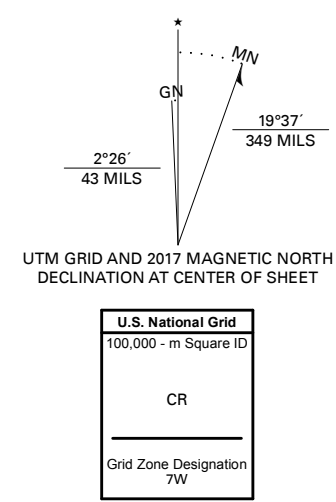 ★
MN
GN
19°37´
349 MILS
2°26´
43 MILS
UTM GRID AND 2017 MAGNETIC NORTH
DECLINATION AT CENTER OF SHEET
U.S. National Grid
100,000 - m Square ID
CR
Grid Zone Designation
7W